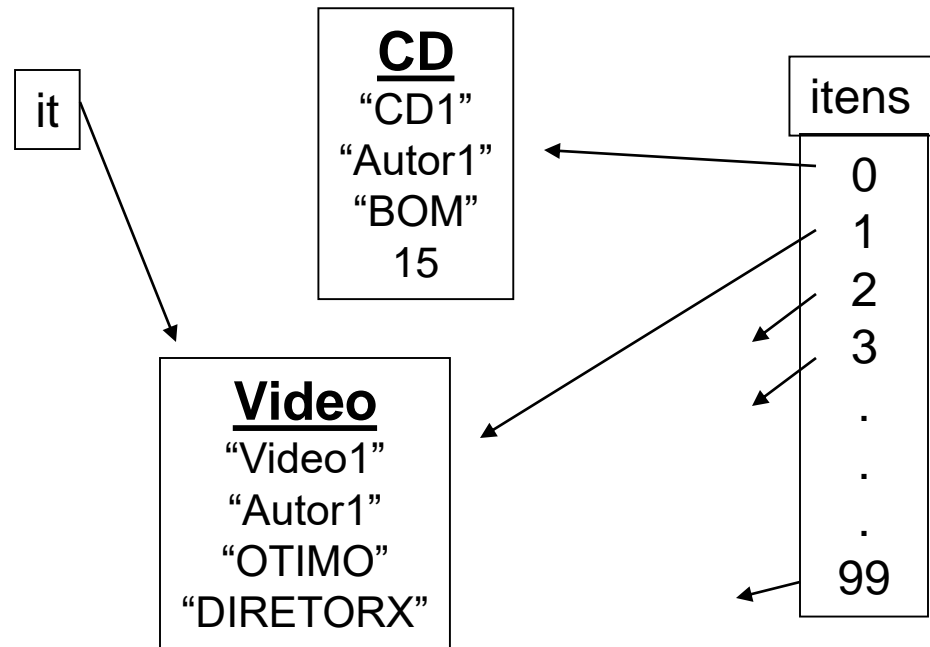 it
CD
“CD1”
“Autor1”
“BOM”
15
Video
“Video1”
“Autor1”
“OTIMO”
“DIRETORX”
itens
0
1
2
3
.
.
.
99